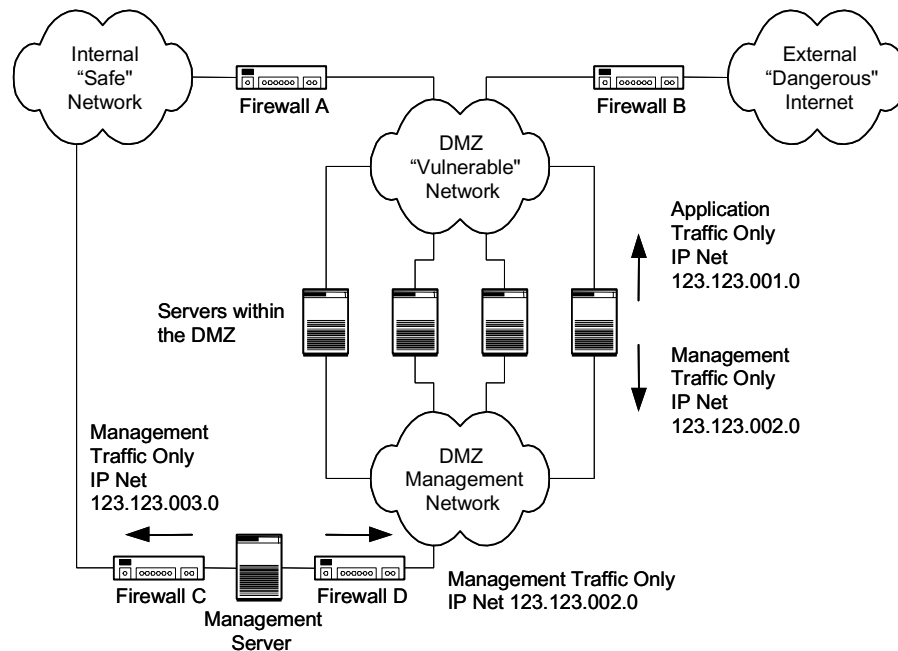 Internal
“Safe"
Network
Firewall A
Firewall B
External
“Dangerous"
Internet
DMZ
“Vulnerable"
Network
Application
Traffic Only
IP Net
123.123.001.0
Servers within
the DMZ
Management
Traffic Only
IP Net
123.123.002.0
Management
Traffic Only
IP Net
123.123.003.0
DMZ
Management
Network
Firewall C
Management
Server
Firewall D
Management Traffic Only
IP Net 123.123.002.0